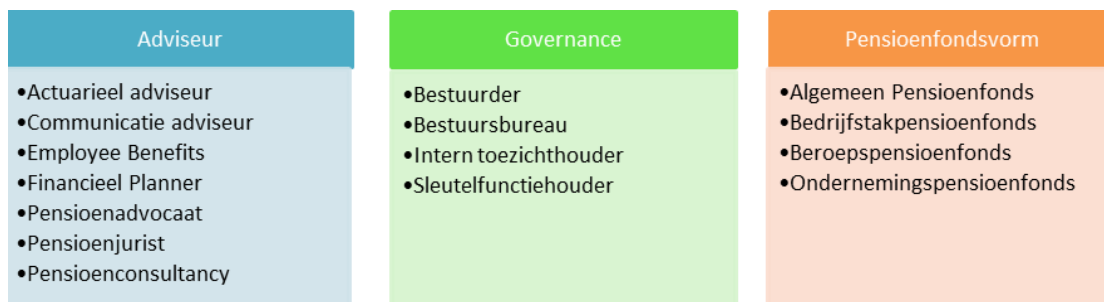 Adviseur
•Actuarieel adviseur
•Communicatie adviseur
•Employee Benefits
•Financieel Planner
•Pensioenadvocaat
•Pensioenjurist
•Pensioenconsultancy
Governance
•Bestuurder
•Bestuursbureau
•Intern toezichthouder
•Sleutelfunctiehouder
Pensioenfondsvorm
•Algemeen Pensioenfonds
•Bedrijfstakpensioenfonds
•Beroepspensioenfonds
•Ondernemingspensioenfonds